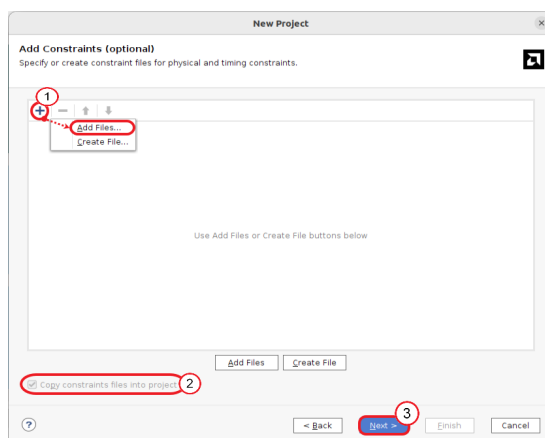 New Project
Add Constraints (optional)
Specify or create constraint files for physical and timing constraints.
1
Add Files...
Create File...
Use Add Files or Create File buttons below
Add Files
Create File
Copy constraints files into project
2
3
?
< Back
Next >
Finish
Cancel